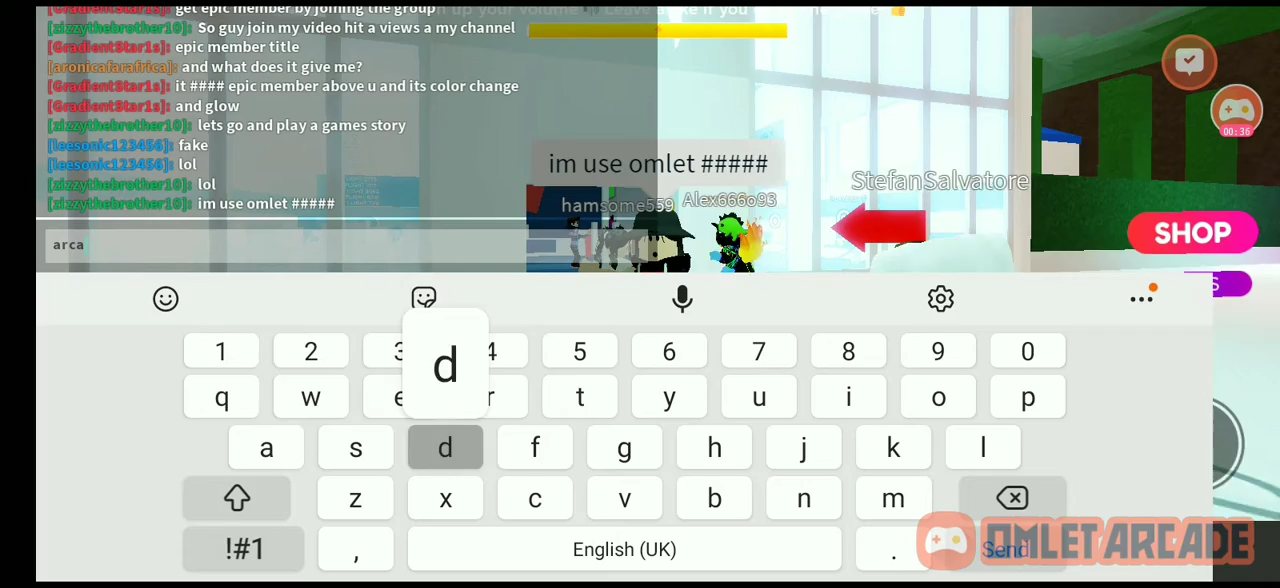 get epic member by joining the group
[GradientStar1s]:
[zizzythebrother10]: So guy join my video hit a views a my channel
[GradientStar1s]: epic member title
[aronicafarafrica]: and what does it give me?
[GradientStar1s]: it #### epic member above u and its color change
[GradientStar1s]: and glow
[zizzythebrother10]: lets go and play a games story
[leesonic123456]: fake
[leesonic123456]: lol
[zizzythebrother10]: lol
[zizzythebrother10]: im use omlet #####
arca
im use omlet #####
hamsome559
Alex666o93
StefanSalvatore
00:36
SHOP
S
1 2 3 4 5 6 7 8 9 0
d
q w e r t y u i o p
a s d f g h j k l
z x c v b n m
!#1 , English (UK) . Send
OMLET ARCADE